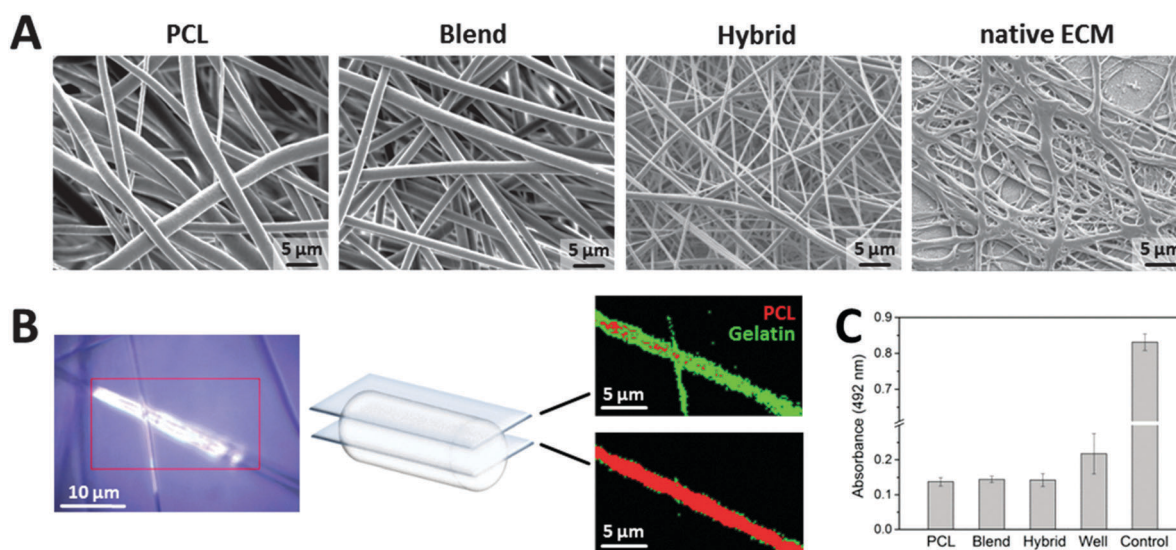 A
PCL
Blend
Hybrid
native ECM
5 µm
5 µm
5 µm
5 µm
B
10 µm
PCL
Gelatin
5 µm
5 µm
C
Absorbance (492 nm)
0.9
0.8
0.2
0.1
0.0
PCL
Blend
Hybrid
Well
Control